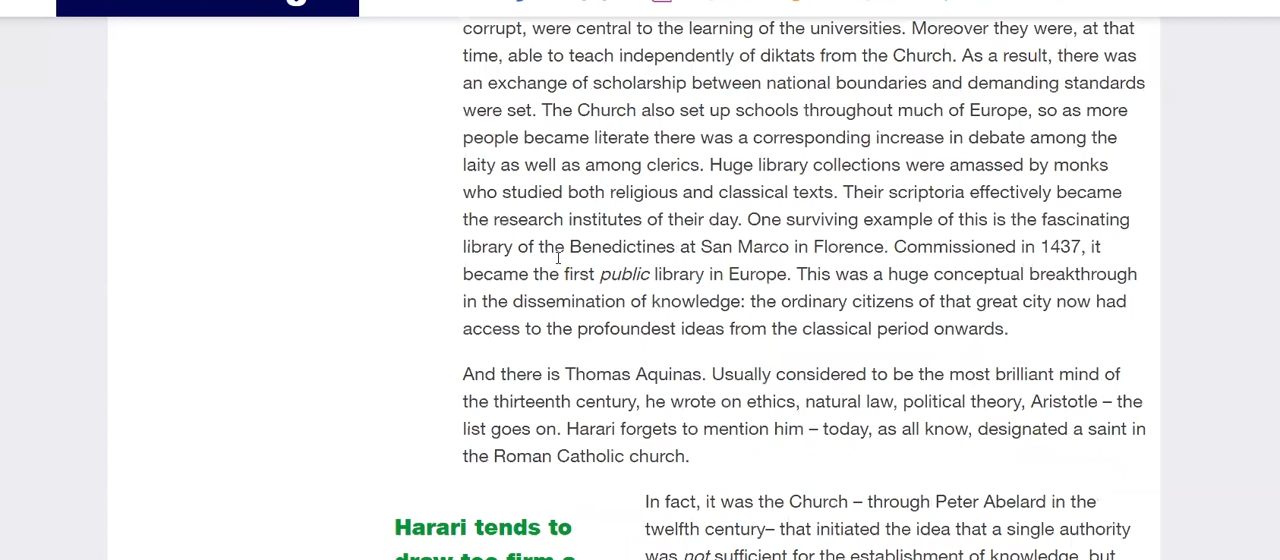 corrupt, were central to the learning of the universities. Moreover they were, at that
time, able to teach independently of diktats from the Church. As a result, there was
an exchange of scholarship between national boundaries and demanding standards
were set. The Church also set up schools throughout much of Europe, so as more
people became literate there was a corresponding increase in debate among the
laity as well as among clerics. Huge library collections were amassed by monks
who studied both religious and classical texts. Their scriptoria effectively became
the research institutes of their day. One surviving example of this is the fascinating
library of the Benedictines at San Marco in Florence. Commissioned in 1437, it
became the first public library in Europe. This was a huge conceptual breakthrough
in the dissemination of knowledge: the ordinary citizens of that great city now had
access to the profoundest ideas from the classical period onwards.
And there is Thomas Aquinas. Usually considered to be the most brilliant mind of
the thirteenth century, he wrote on ethics, natural law, political theory, Aristotle – the
list goes on. Harari forgets to mention him – today, as all know, designated a saint in
the Roman Catholic church.
In fact, it was the Church – through Peter Abelard in the
twelfth century– that initiated the idea that a single authority
was not sufficient for the establishment of knowledge, but
Harari tends to
draw too firm a